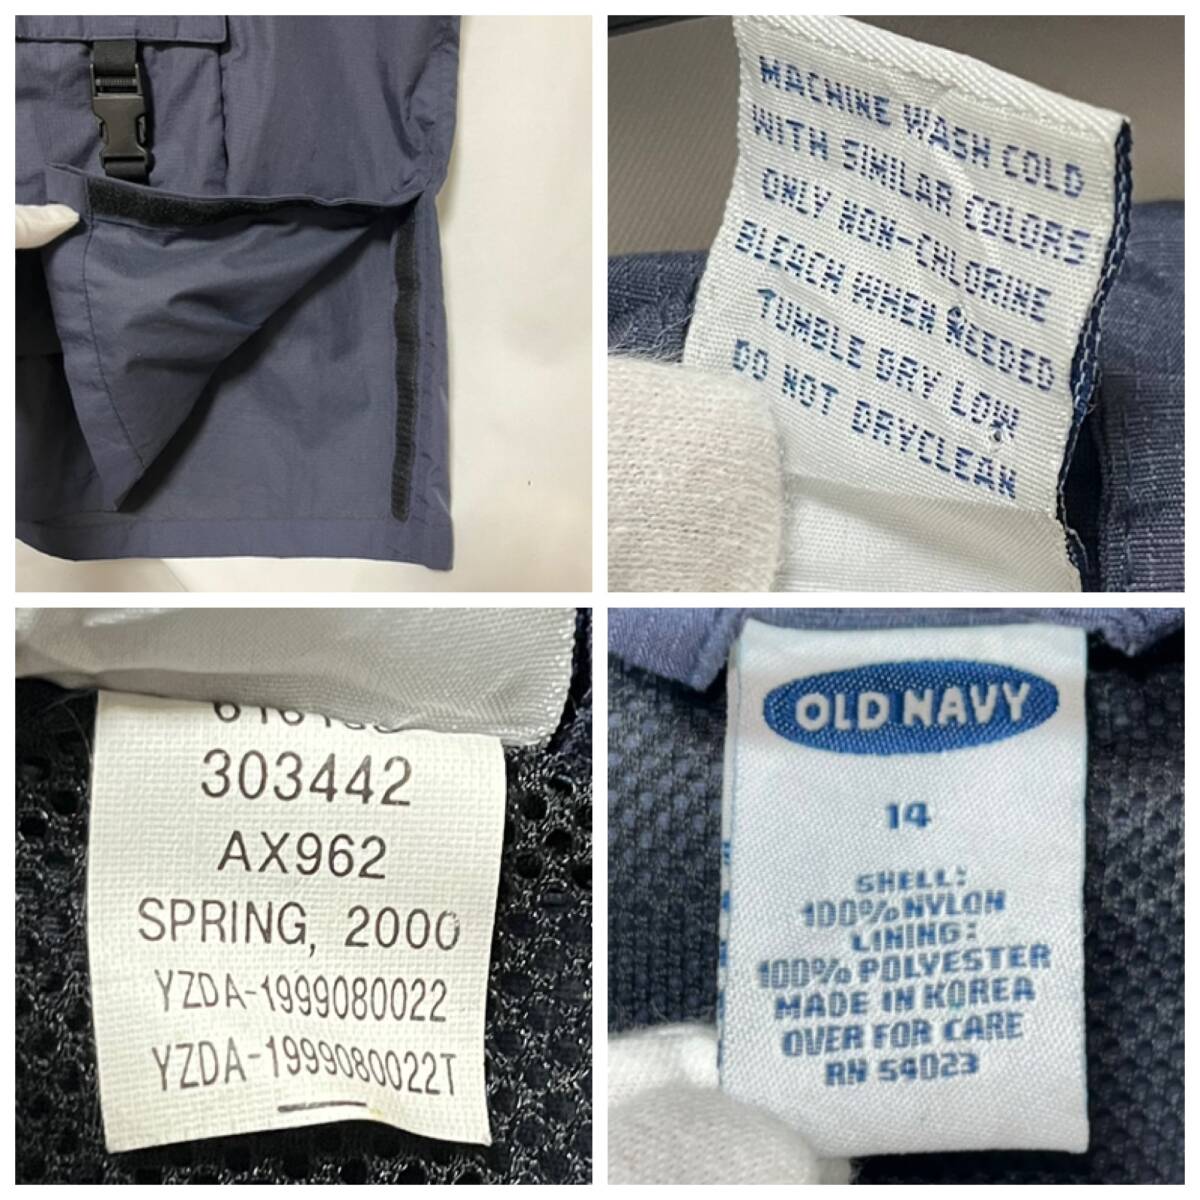 MACHINE WASH COLD
WITH SIMILAR COLORS
ONLY NON-CHLORINE
BLEACH WHEN NEEDED
TUMBLE DRY LOW
DO NOT DRYCLEAN
303442
AX962
SPRING, 2000
YZDA-1999080022
YZDA-1999080022T
OLD NAVY
14
SHELL:
100% NYLON
LINING:
100% POLYESTER
MADE IN KOREA
OVER FOR CARE
RN 54023